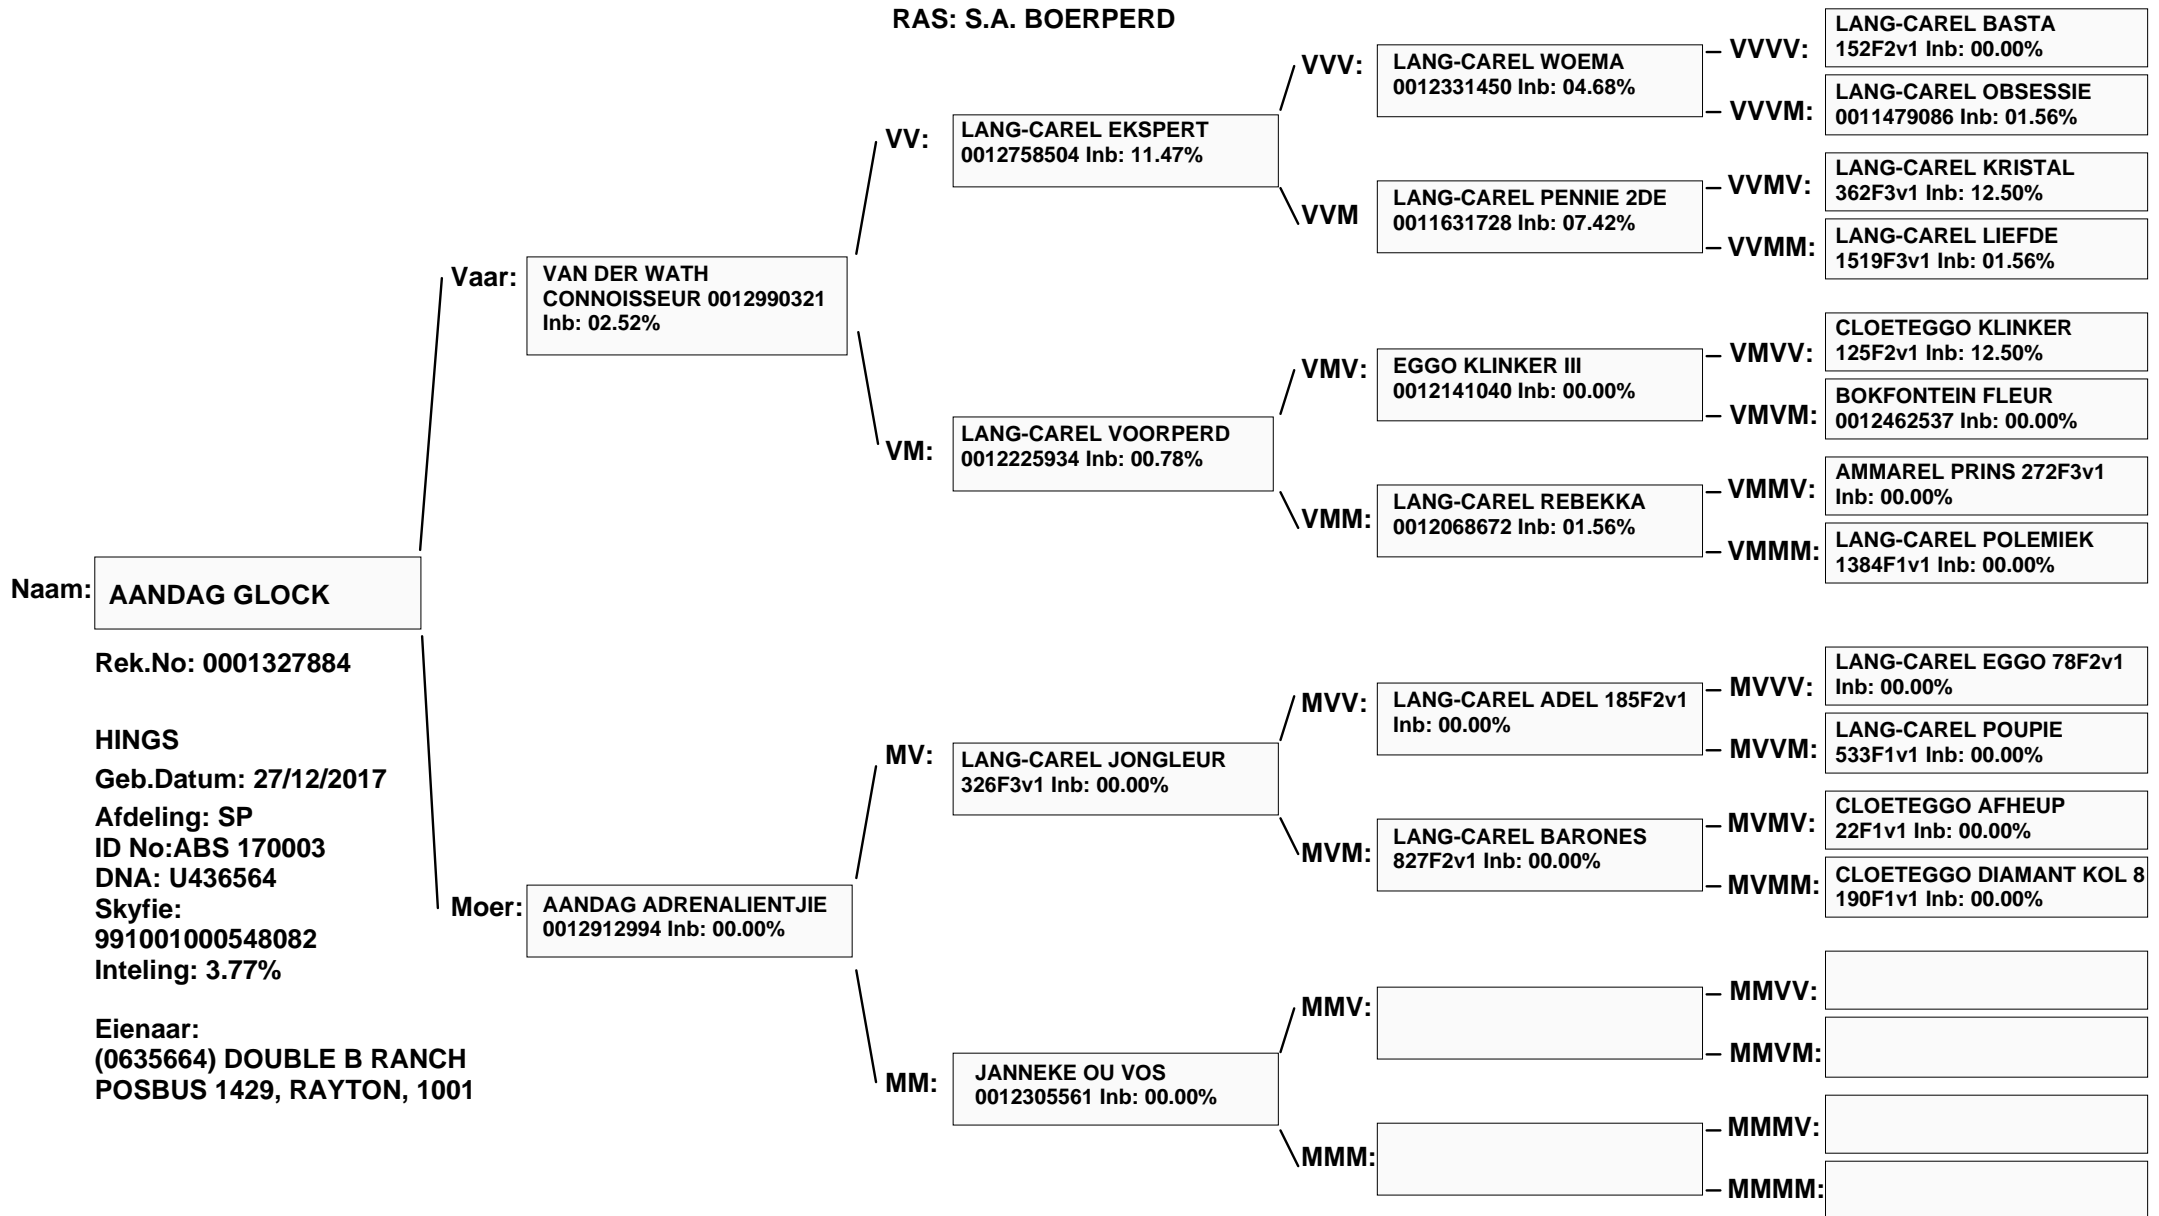 RAS: S.A. BOERPERD
Naam:
AANDAG GLOCK
Rek.No: 0001327884
HINGS
Geb.Datum: 27/12/2017
Afdeling: SP
ID No:ABS 170003
DNA: U436564
Skyfie:
991001000548082
Inteling: 3.77%
Eienaar:
(0635664) DOUBLE B RANCH
POSBUS 1429, RAYTON, 1001
Vaar:
VAN DER WATH
CONNOISSEUR 0012990321
Inb: 02.52%
Moer:
AANDAG ADRENALIENTJIE
0012912994 Inb: 00.00%
VV:
LANG-CAREL EKSPERT
0012758504 Inb: 11.47%
VM:
LANG-CAREL VOORPERD
0012225934 Inb: 00.78%
MV:
LANG-CAREL JONGLEUR
326F3v1 Inb: 00.00%
MM:
JANNEKE OU VOS
0012305561 Inb: 00.00%
VVV:
LANG-CAREL WOEMA
0012331450 Inb: 04.68%
VVM
LANG-CAREL PENNIE 2DE
0011631728 Inb: 07.42%
VMV:
EGGO KLINKER III
0012141040 Inb: 00.00%
VMM:
LANG-CAREL REBEKKA
0012068672 Inb: 01.56%
MVV:
LANG-CAREL ADEL 185F2v1
Inb: 00.00%
MVM:
LANG-CAREL BARONES
827F2v1 Inb: 00.00%
MMV:
MMM:
VVVV:
LANG-CAREL BASTA
152F2v1 Inb: 00.00%
VVVM:
LANG-CAREL OBSESSIE
0011479086 Inb: 01.56%
VVMV:
LANG-CAREL KRISTAL
362F3v1 Inb: 12.50%
VVMM:
LANG-CAREL LIEFDE
1519F3v1 Inb: 01.56%
VMVV:
CLOETEGGO KLINKER
125F2v1 Inb: 12.50%
VMVM:
BOKFONTEIN FLEUR
0012462537 Inb: 00.00%
VMMV:
AMMAREL PRINS 272F3v1
Inb: 00.00%
VMMM:
LANG-CAREL POLEMIEK
1384F1v1 Inb: 00.00%
MVVV:
LANG-CAREL EGGO 78F2v1
Inb: 00.00%
MVVM:
LANG-CAREL POUPIE
533F1v1 Inb: 00.00%
MVMV:
CLOETEGGO AFHEUP
22F1v1 Inb: 00.00%
MVMM:
CLOETEGGO DIAMANT KOL 8
190F1v1 Inb: 00.00%
MMVV:
MMVM:
MMMV:
MMMM: